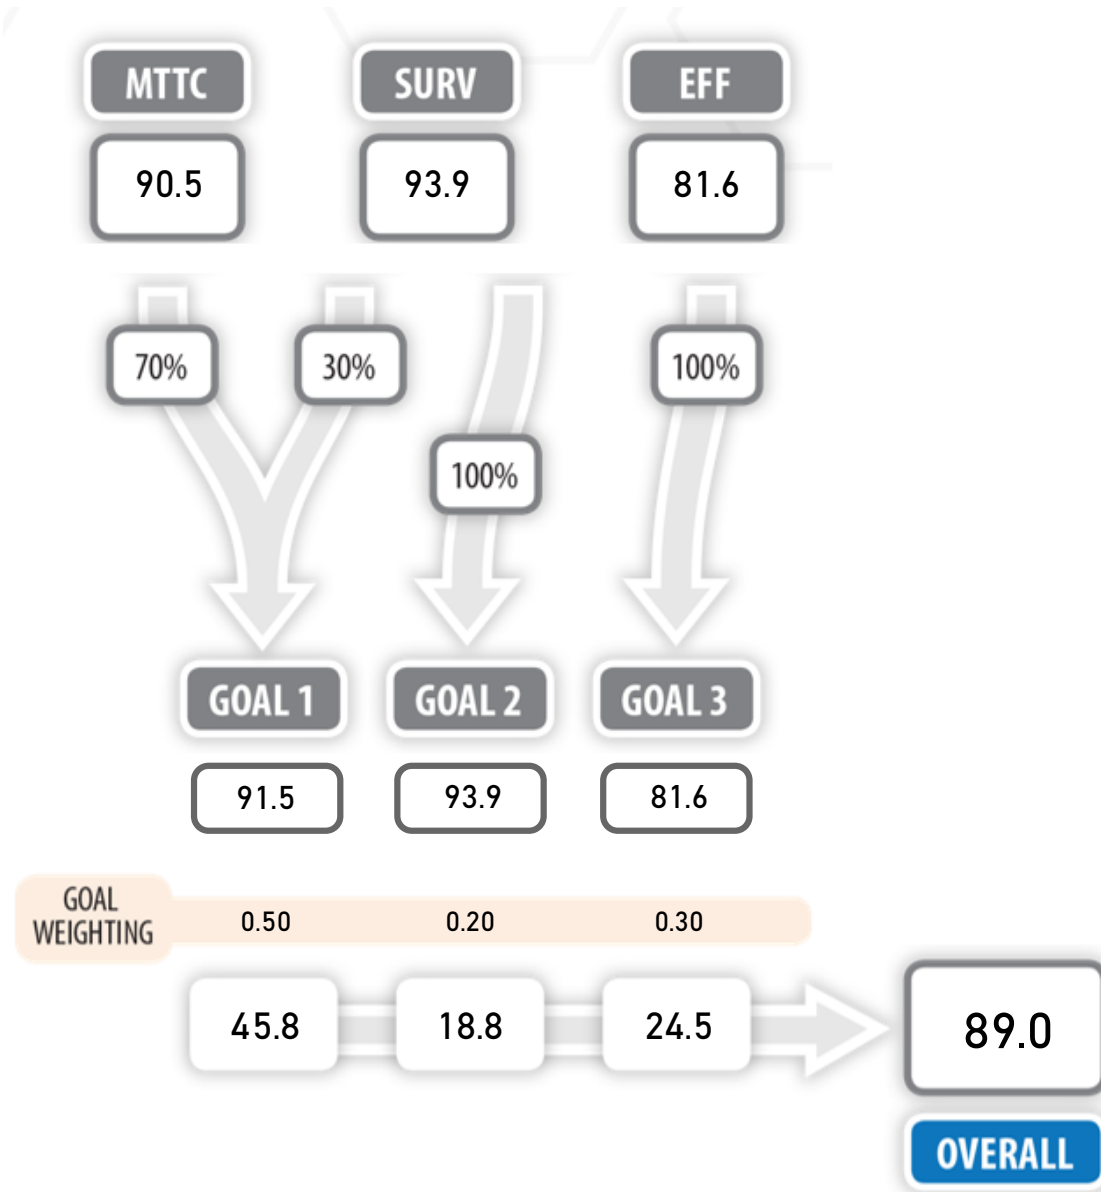 MTTC SURV EFF
90.5 93.9 81.6
70% 30% 100%
100%
GOAL 1 GOAL 2 GOAL 3
91.5 93.9 81.6
GOAL
WEIGHTING
0.50 0.20 0.30
45.8 18.8 24.5 89.0
OVERALL